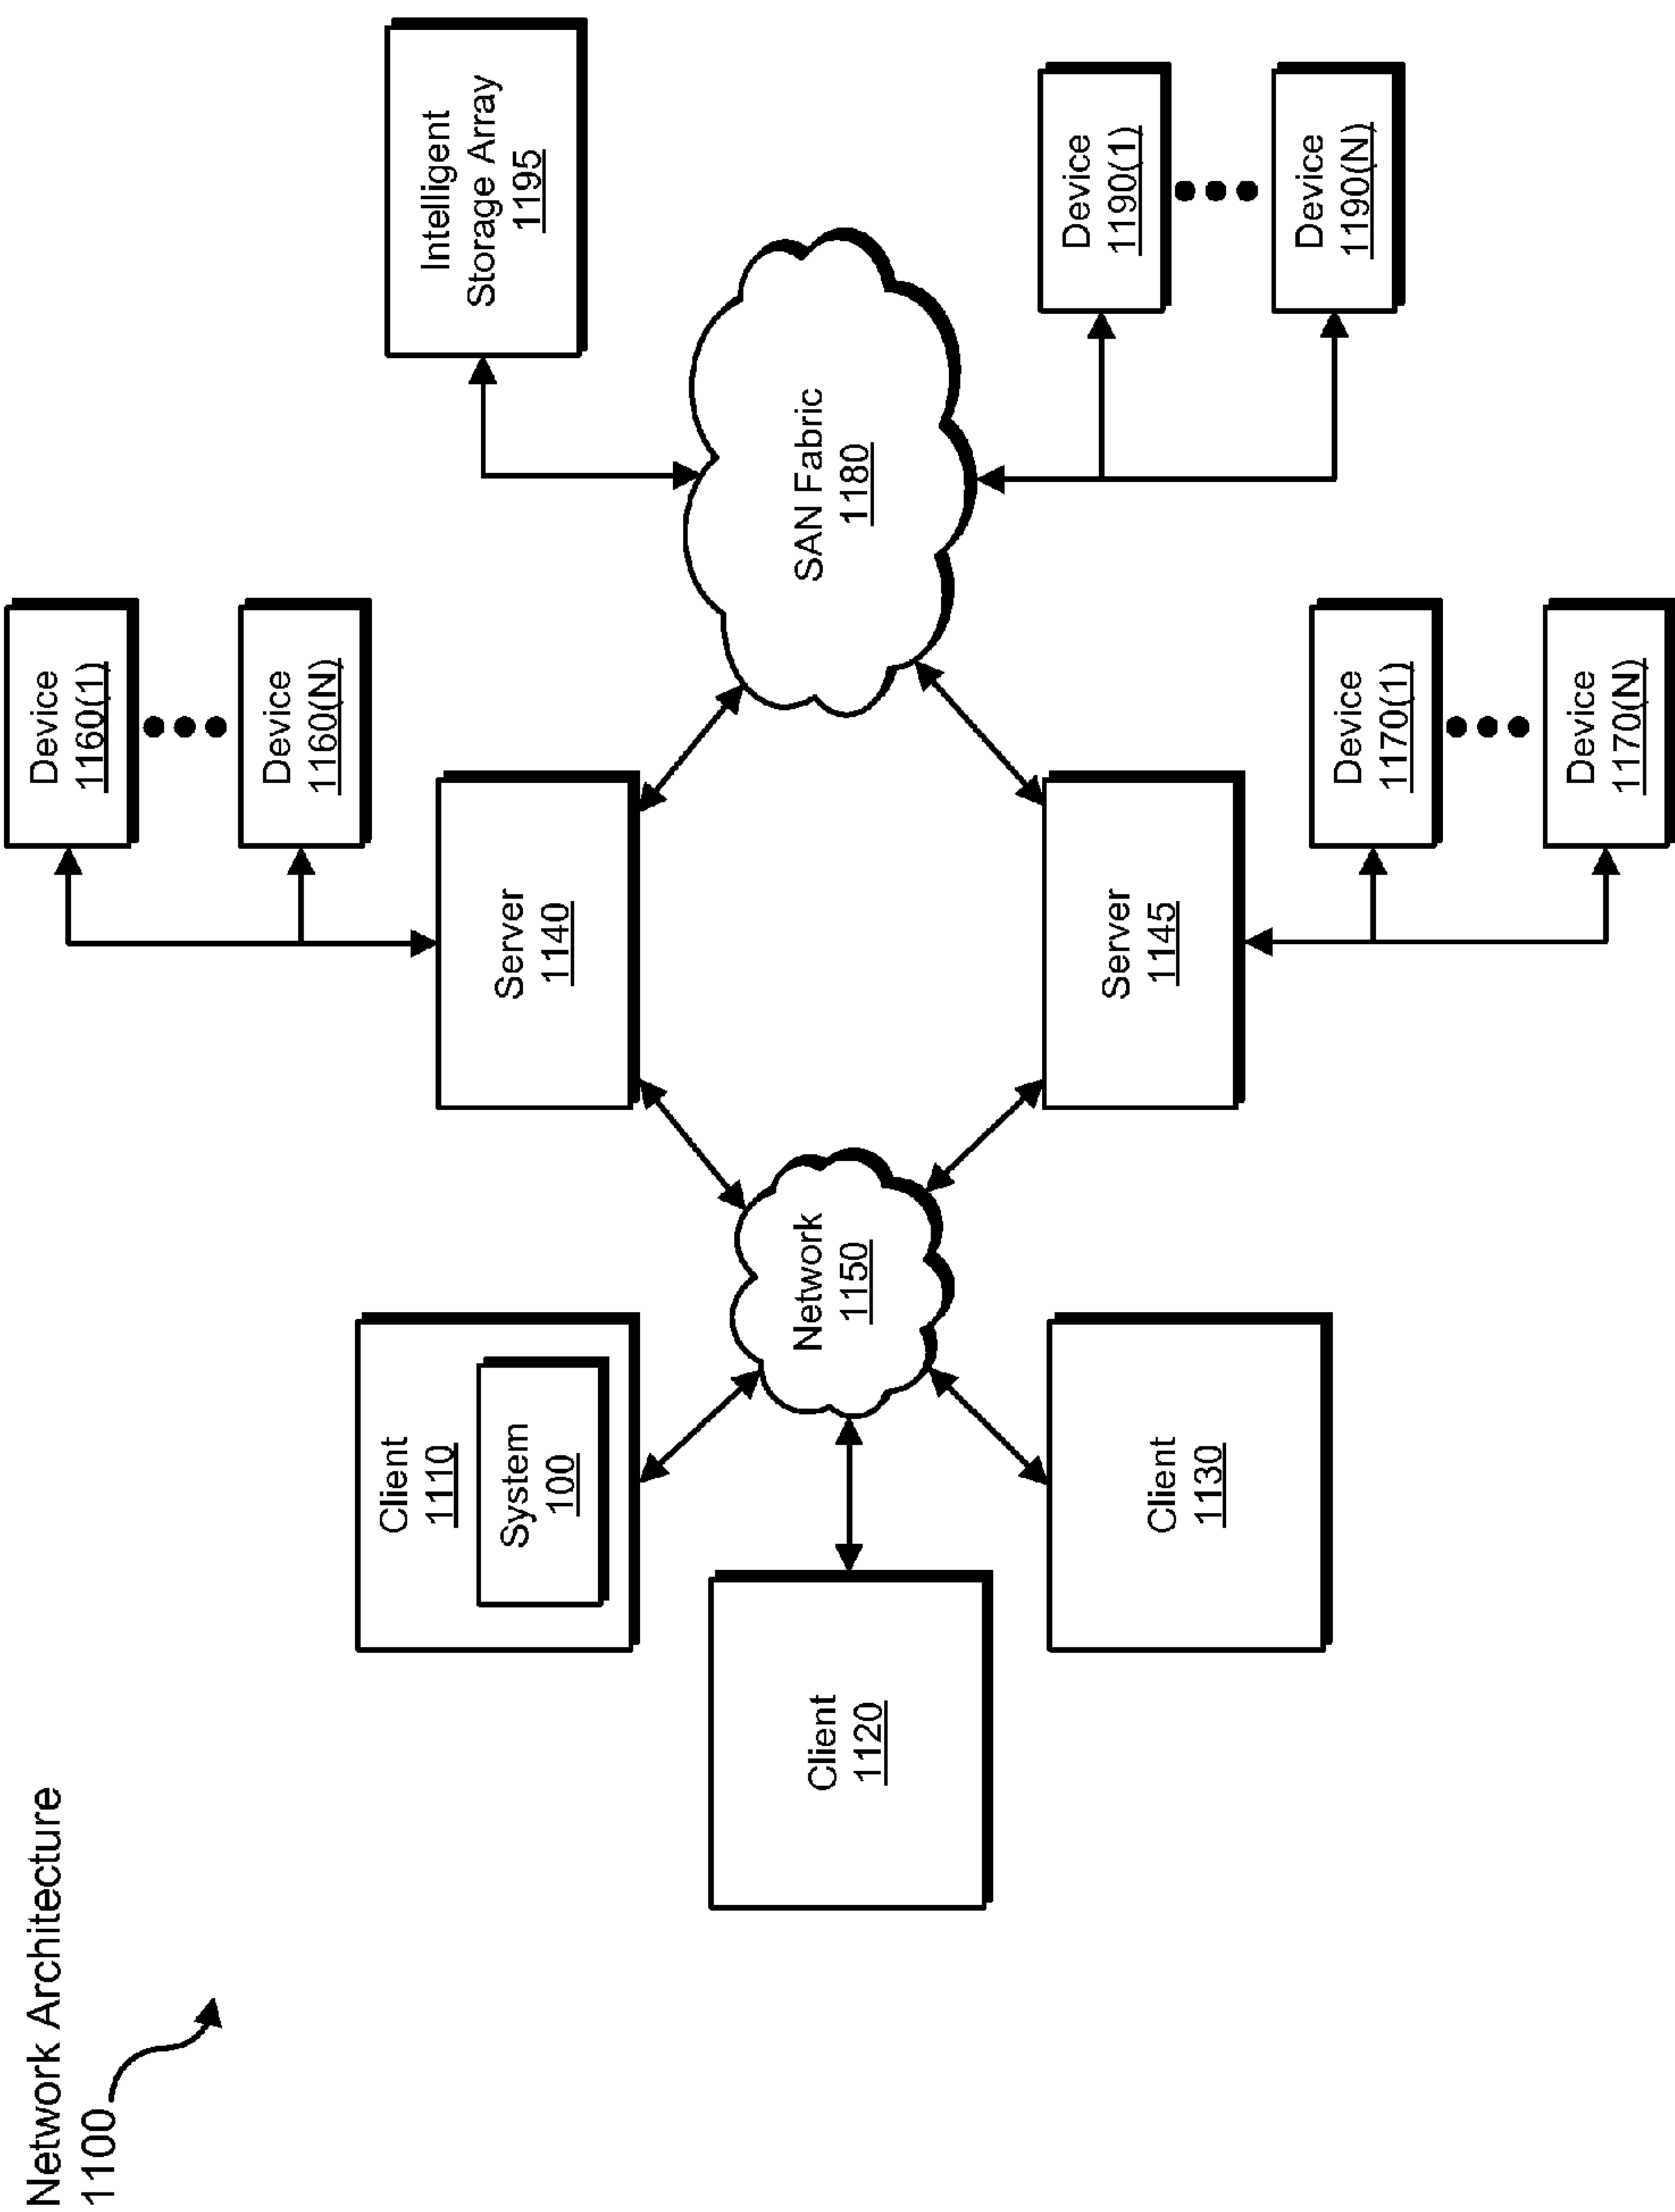 Network Architecture
1100
Client
1110
System
100
Client
1120
Client
1130
Network
1150
Server
1140
Server
1145
Device
1160(1)
Device
1160(N)
Device
1170(1)
Device
1170(N)
SAN Fabric
1180
Intelligent
Storage Array
1195
Device
1190(1)
Device
1190(N)